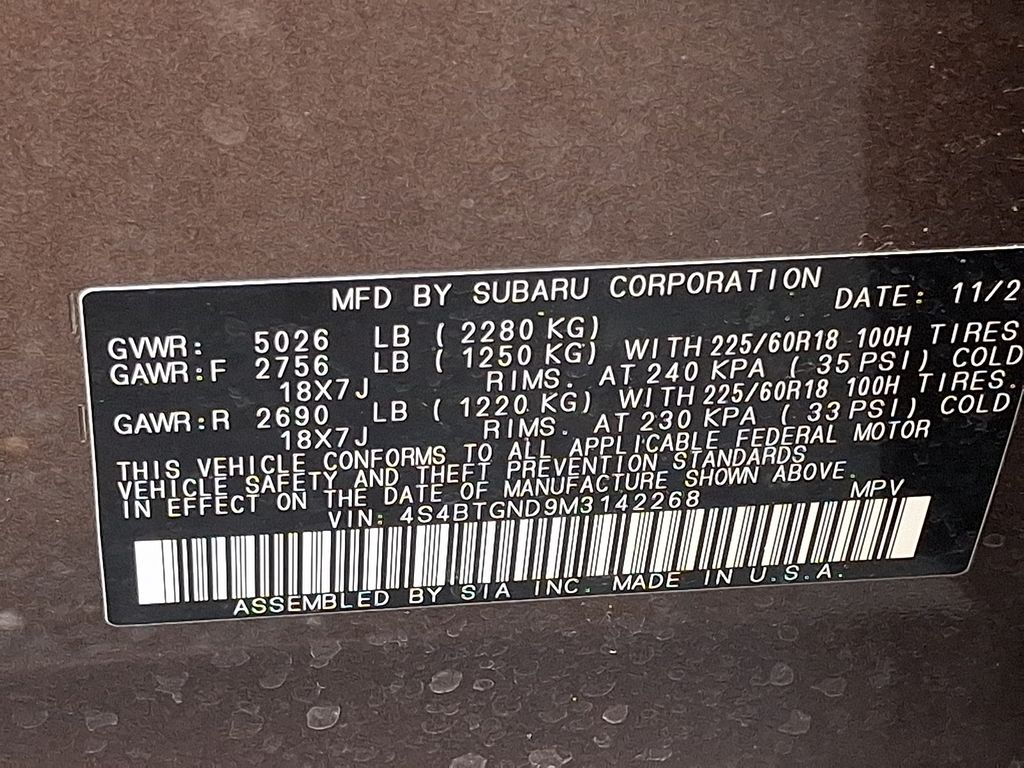 MFD BY SUBARU CORPORATION DATE: 11/2
GVWR: 5026 LB ( 2280 KG)
GAWR:F 2756 LB ( 1250 KG) WITH 225/60R18 100H TIRES
18X7J RIMS. AT 240 KPA ( 35 PSI) COLD
GAWR:R 2690 LB ( 1220 KG) WITH 225/60R18 100H TIRES.
18X7J RIMS. AT 230 KPA ( 33 PSI) COLD
THIS VEHICLE CONFORMS TO ALL APPLICABLE FEDERAL MOTOR
VEHICLE SAFETY AND THEFT PREVENTION STANDARDS
IN EFFECT ON THE DATE OF MANUFACTURE SHOWN ABOVE.
VIN: 4S4BTGND9M3142268 MPV
ASSEMBLED BY SIA INC. MADE IN U.S.A.